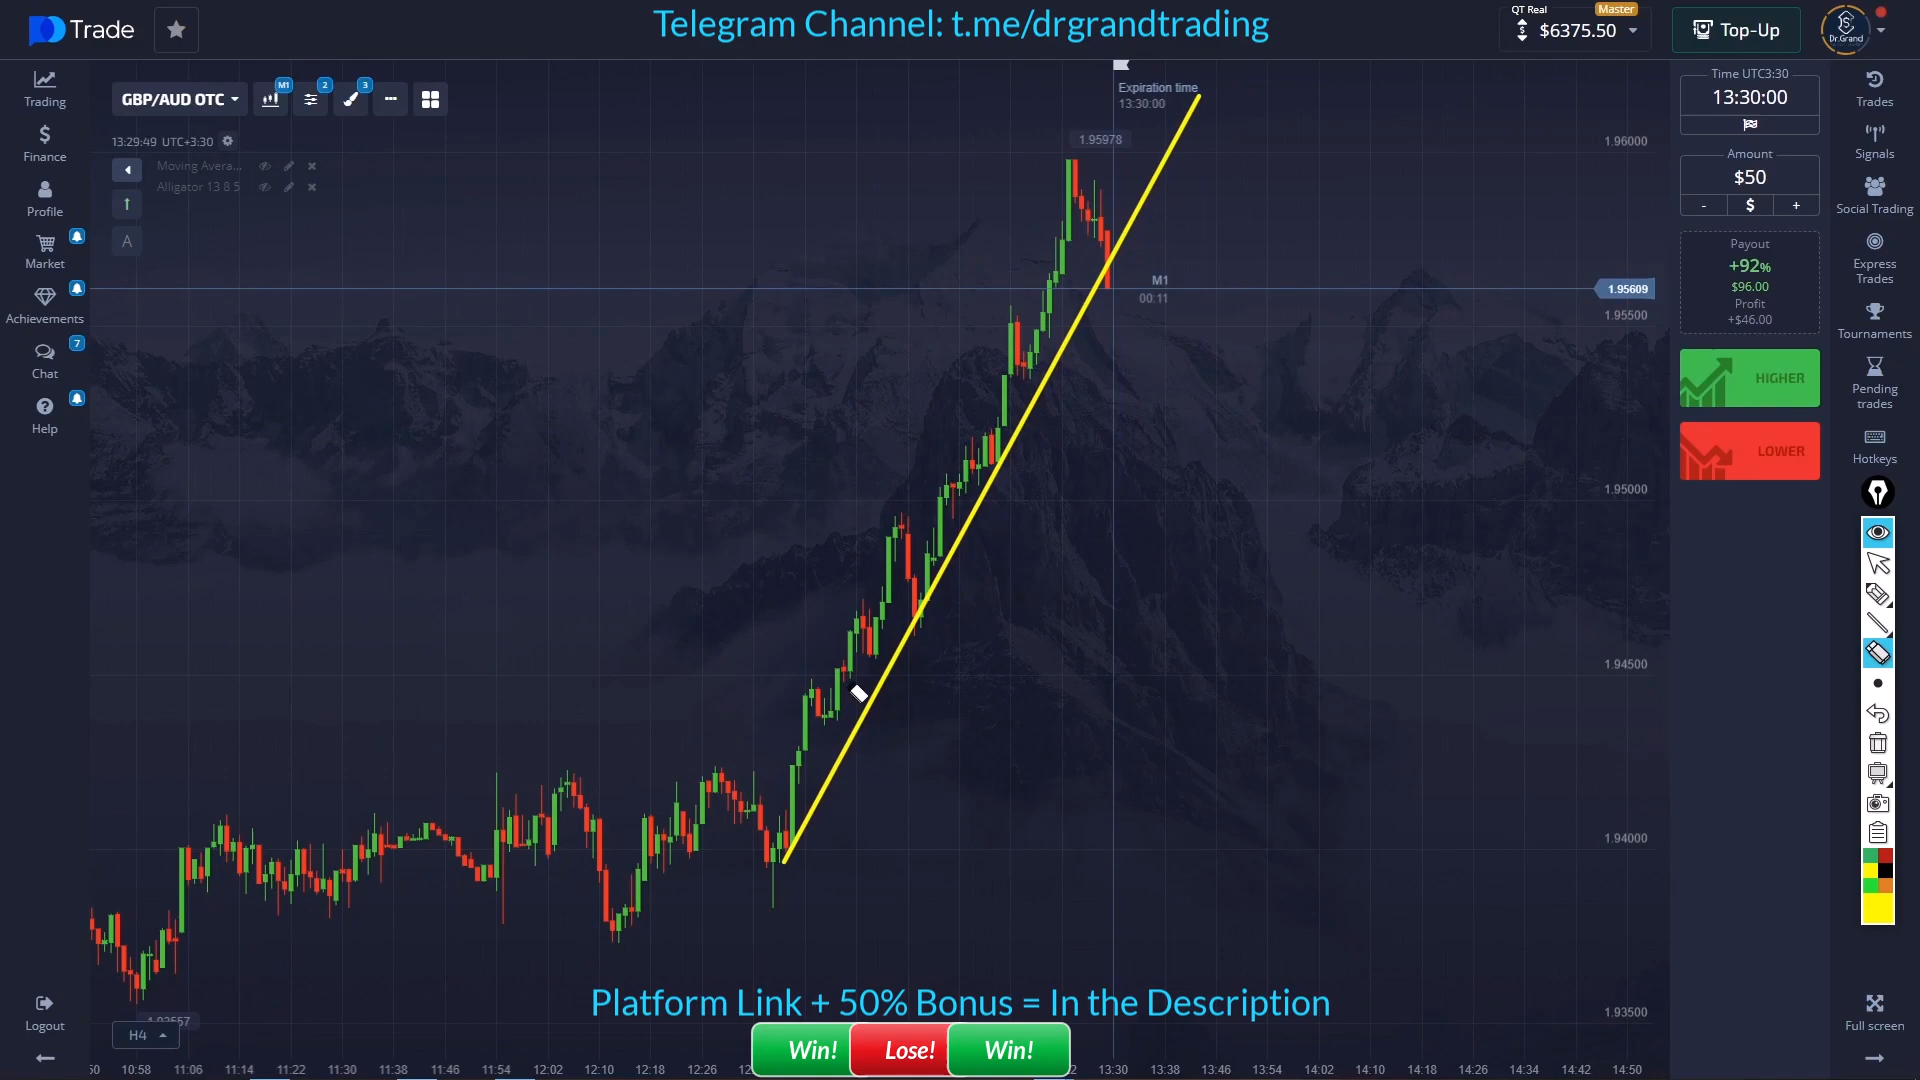 Trade
Telegram Channel: t.me/drgrandtrading
QT Real
Master
$6375.50
Top-Up
Dr.Grand
Trading
Finance
Profile
Market
Achievements
7
Chat
Help
Logout
GBP/AUD OTC
M1
2
3
13:29:49 UTC+3:30
Moving Avera...
Alligator 13 8 5
A
Expiration time
13:30:00
1.95978
M1
00:11
1.96000
1.95609
1.95500
1.95000
1.94500
1.94000
1.93500
Time UTC3:30
13:30:00
Amount
$50
- $ +
Payout
+92%
$96.00
Profit
+$46.00
HIGHER
LOWER
Trades
Signals
Social Trading
Express
Trades
Tournaments
Pending
trades
Hotkeys
Full screen
Platform Link + 50% Bonus = In the Description
H4
Win! Lose! Win!
50 10:58 11:06 11:14 11:22 11:30 11:38 11:46 11:54 12:02 12:10 12:18 12:26 13:30 13:38 13:46 13:54 14:02 14:10 14:18 14:26 14:34 14:42 14:50